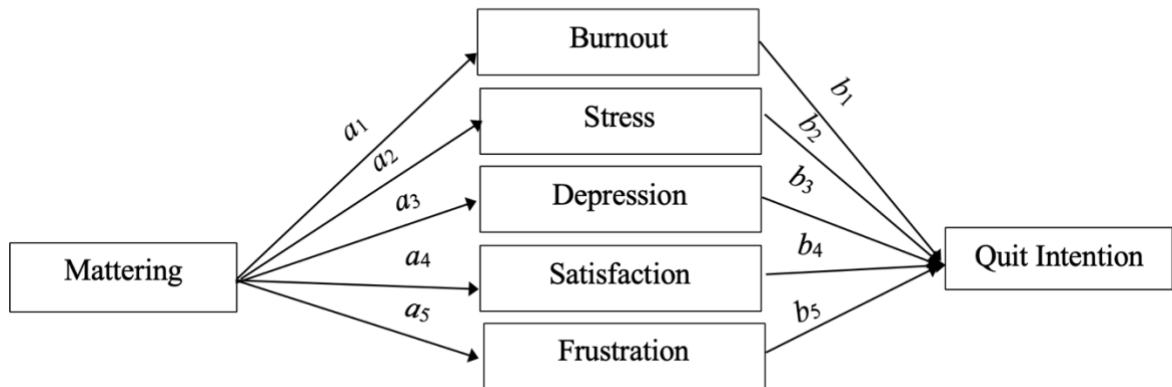 Burnout
b1
a1
Stress
b2
a2
Depression
b3
a3
Mattering
a4
Satisfaction
b4
Quit Intention
a5
Frustration
b5